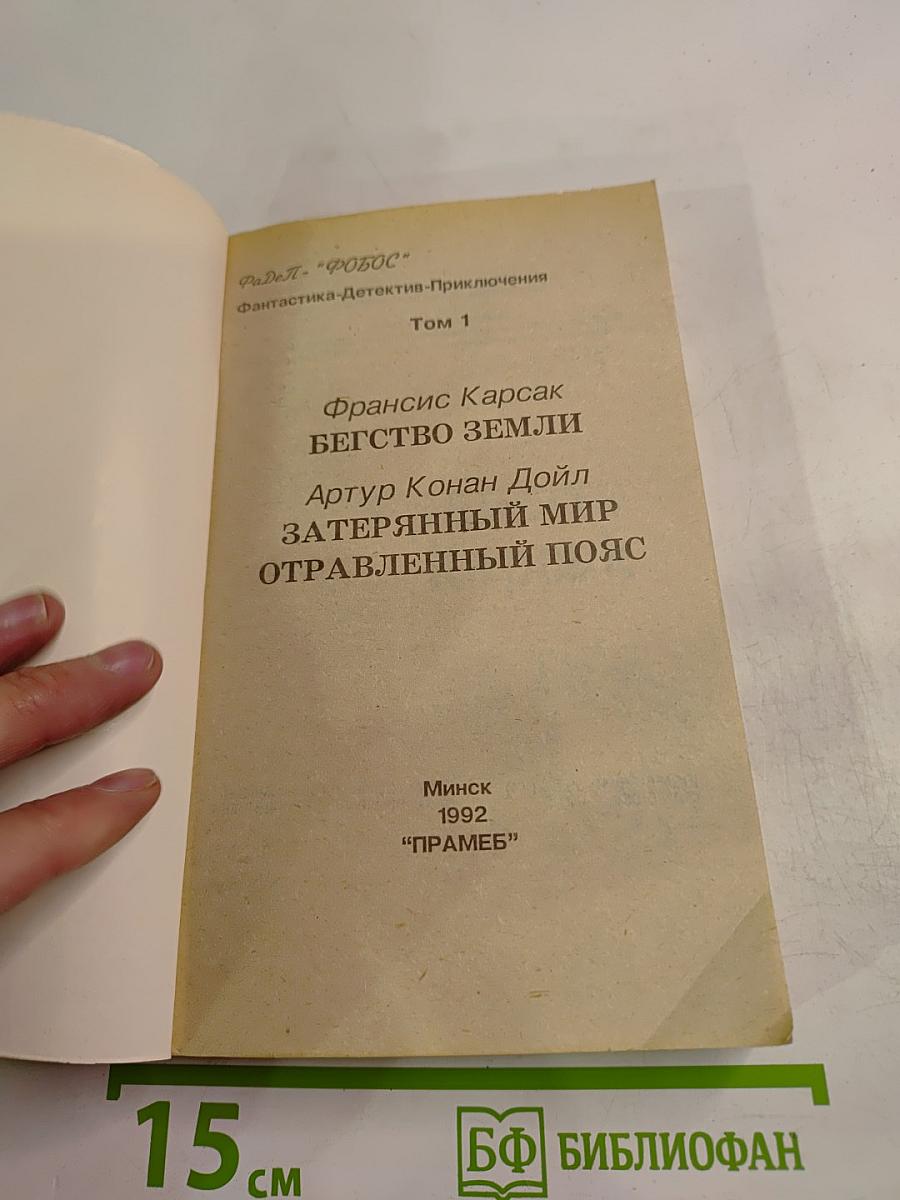 ФаДеП- "ФОБОС"
Фантастика-Детектив-Приключения
Том 1
Франсис Карсак
БЕГСТВО ЗЕМЛИ
Артур Конан Дойл
ЗАТЕРЯННЫЙ МИР
ОТРАВЛЕННЫЙ ПОЯС
Минск
1992
“ПРАМЕБ”
15 см
БФ БИБЛИОФАН